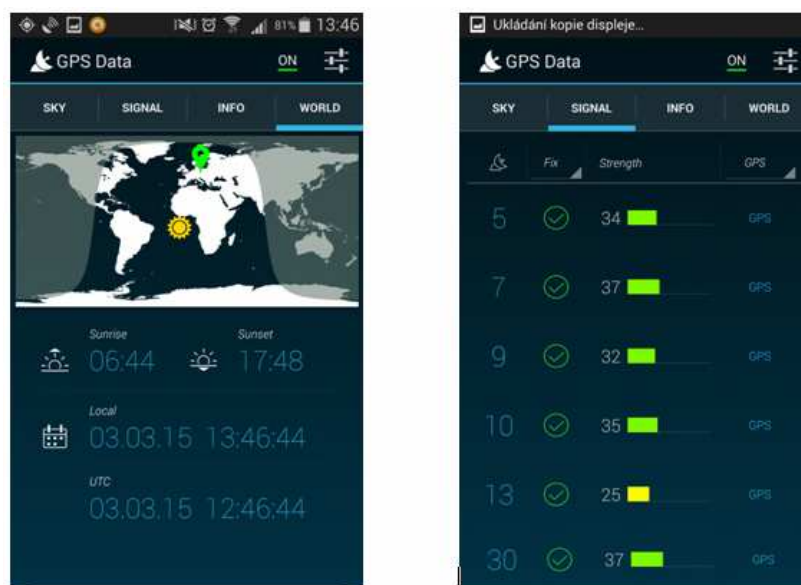 81% 13:46
GPS Data ON
SKY SIGNAL INFO WORLD
Sunrise Sunset
06:44 17:48
Local
03.03.15 13:46:44
UTC
03.03.15 12:46:44
Ukládání kopie displeje...
GPS Data ON
SKY SIGNAL INFO WORLD
Fix Strength GPS
5 34 GPS
7 37 GPS
9 32 GPS
10 35 GPS
13 25 GPS
30 37 GPS